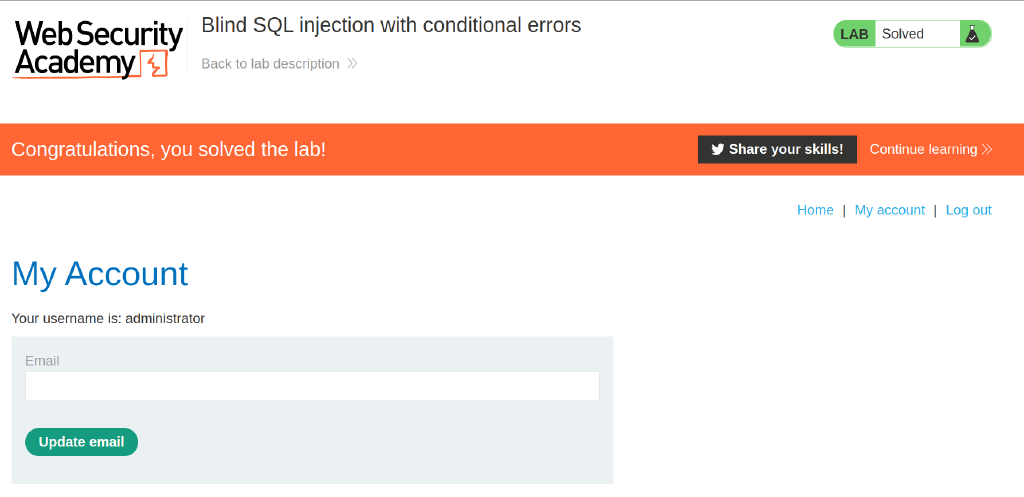 Web Security
Academy
Blind SQL injection with conditional errors
Back to lab description
LAB Solved
Congratulations, you solved the lab!
Share your skills!
Continue learning
Home | My account | Log out
My Account
Your username is: administrator
Email
Update email